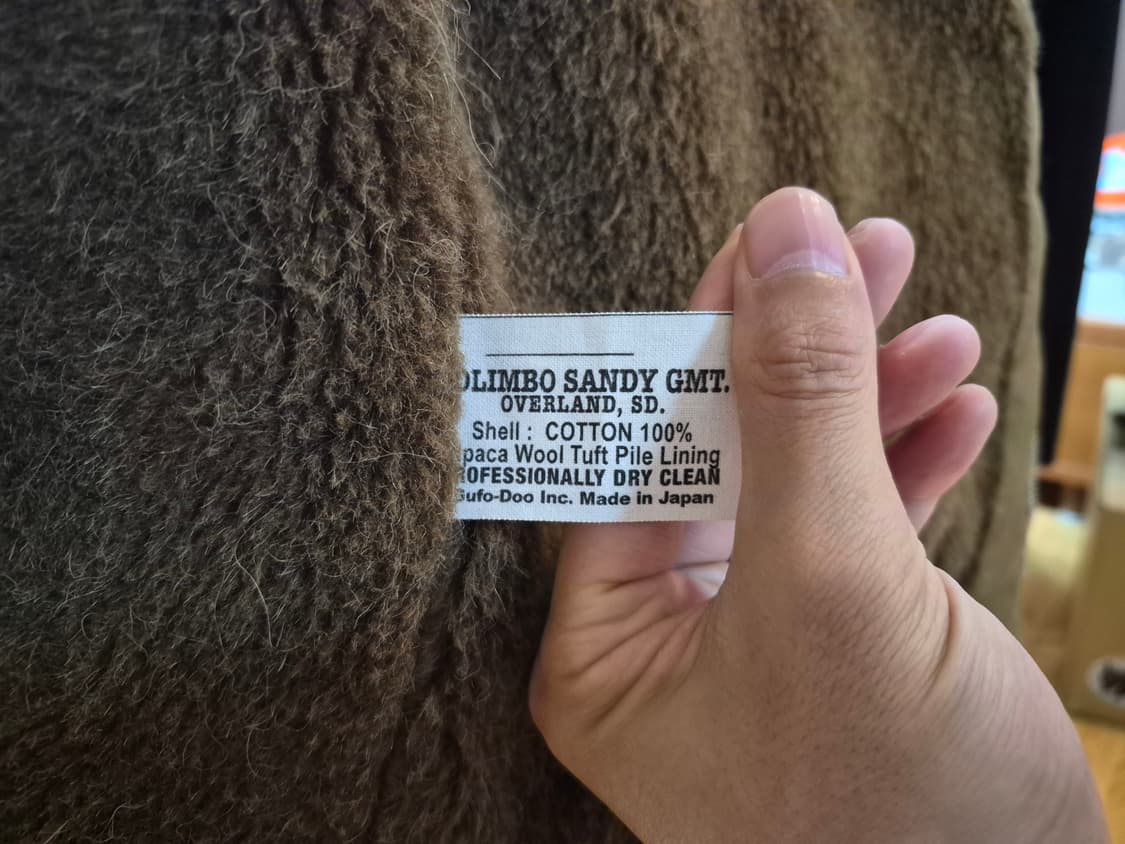 OLIMBO SANDY GMT.
OVERLAND, SD.
Shell : COTTON 100%
paca Wool Tuft Pile Lining
ROFESSIONALLY DRY CLEAN
Gufo-Doo Inc. Made in Japan